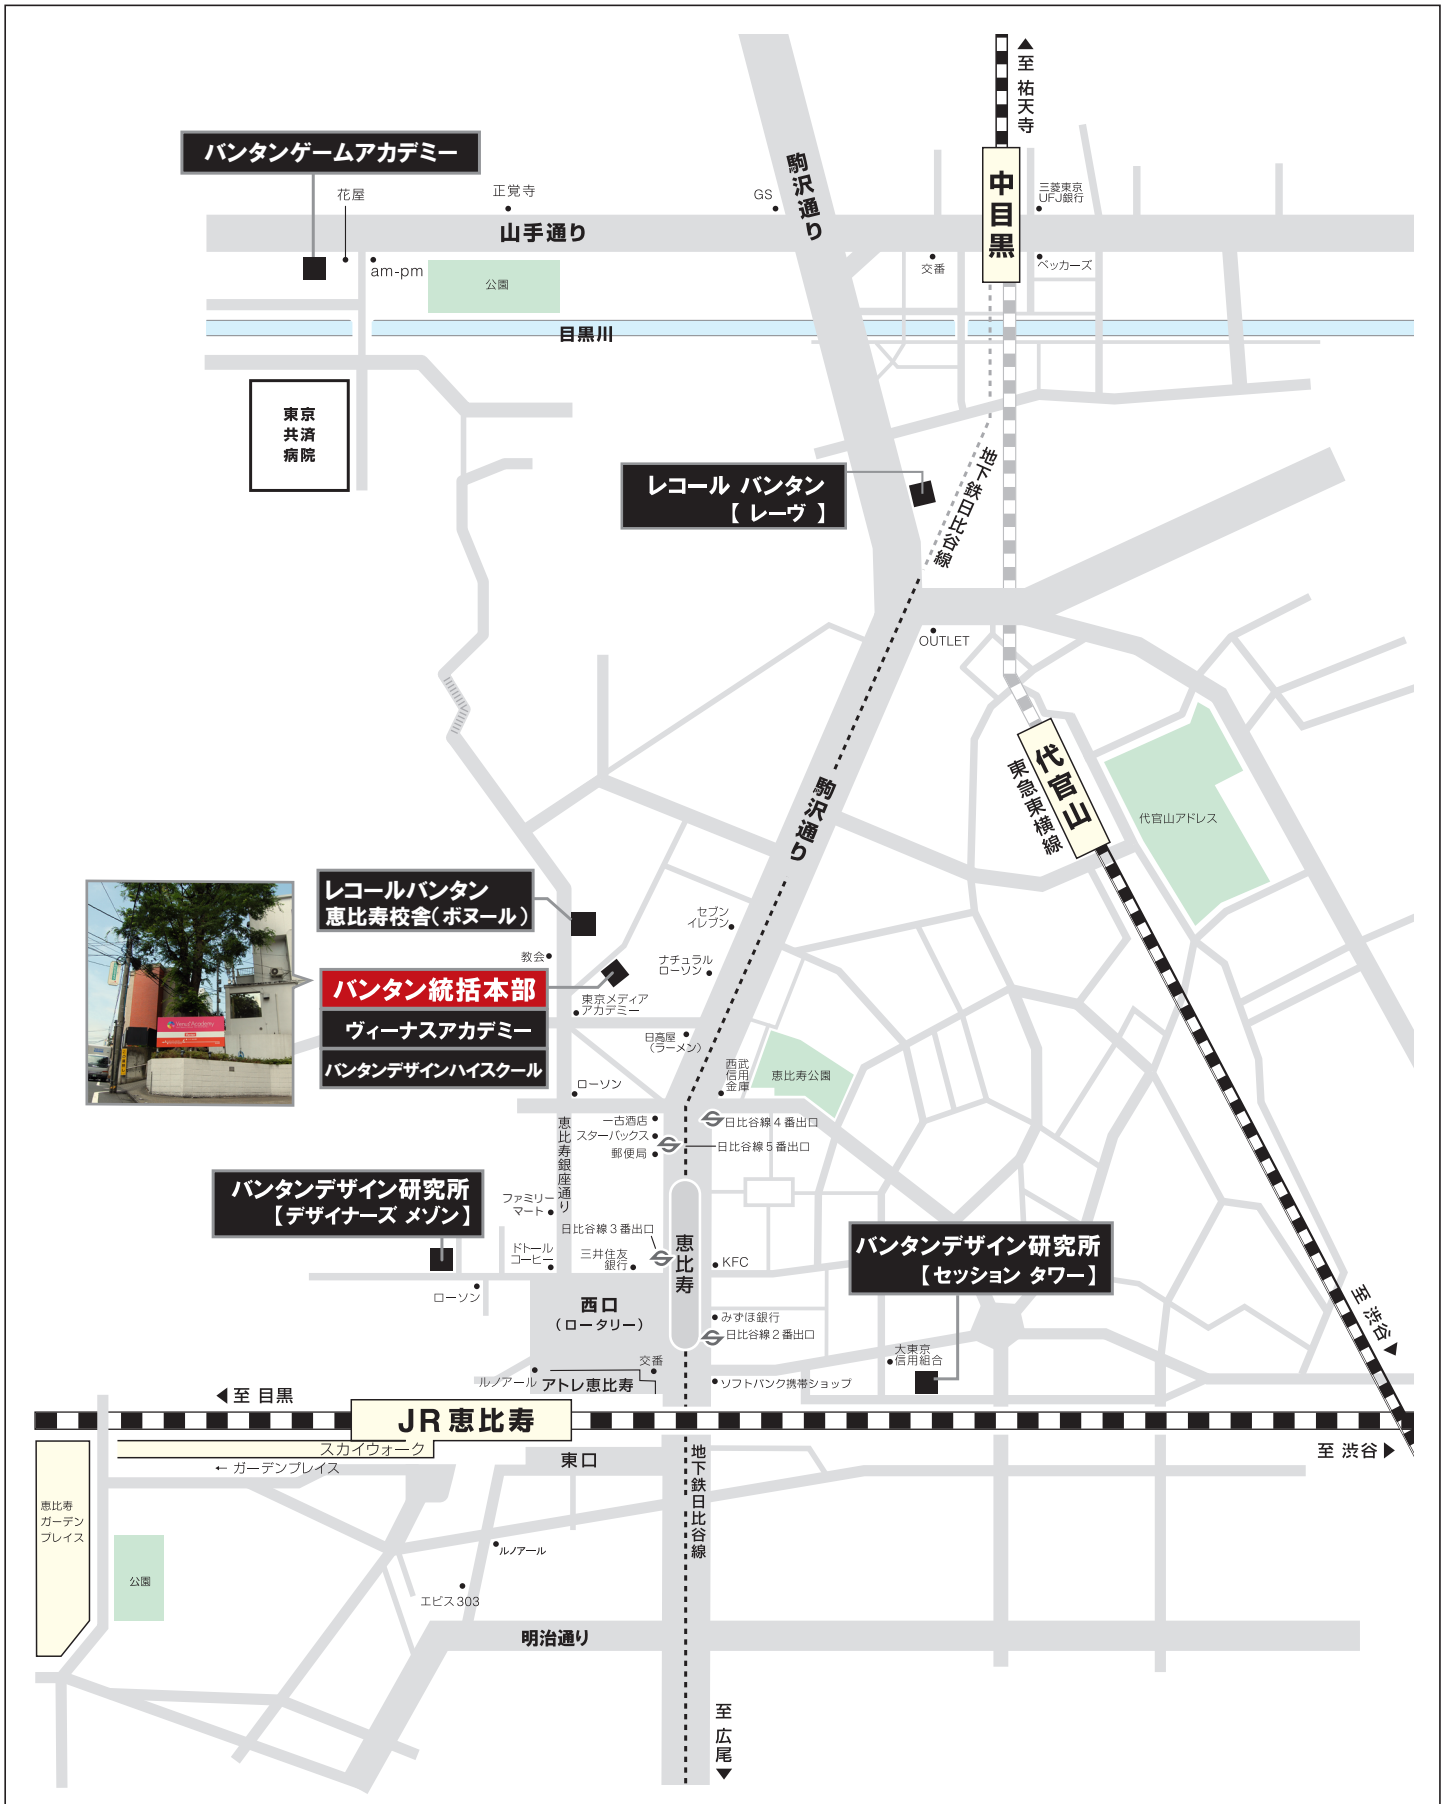 至 祐天寺
バンタンゲームアカデミー
花屋
正覚寺
GS
駒沢通り
中目黒
三菱東京
UFJ銀行
山手通り
am-pm
公園
交番
ベッカーズ
目黒川
東京
共済
病院
レコール バンタン
【 レーヴ 】
地下鉄日比谷線
OUTLET
代官山
東急東横線
駒沢通り
代官山アドレス
レコールバンタン
恵比寿校舎(ボヌール)
セブン
イレブン
教会
ナチュラル
ローソン
バンタン統括本部
ヴィーナスアカデミー
バンタンデザインハイスクール
東京メディア
アカデミー
日高屋
(ラーメン)
西武
信用
金庫
恵比寿公園
ローソン
一古酒店
スターバックス
郵便局
日比谷線4番出口
日比谷線5番出口
恵比寿銀座通り
バンタンデザイン研究所
【デザイナーズ メゾン】
ファミリー
マート
日比谷線3番出口
ドトール
コーヒー
三井住友
銀行
恵比寿
KFC
バンタンデザイン研究所
【セッション タワー】
ローソン
西口
(ロータリー)
みずほ銀行
日比谷線2番出口
至 渋谷
大東京
信用組合
交番
ルノアール
アトレ恵比寿
ソフトバンク携帯ショップ
至 目黒
JR恵比寿
スカイウォーク
← ガーデンプレイス
東口
至 渋谷
地下鉄日比谷線
恵比寿
ガーデン
プレイス
ルノアール
公園
エビス303
明治通り
至 広尾